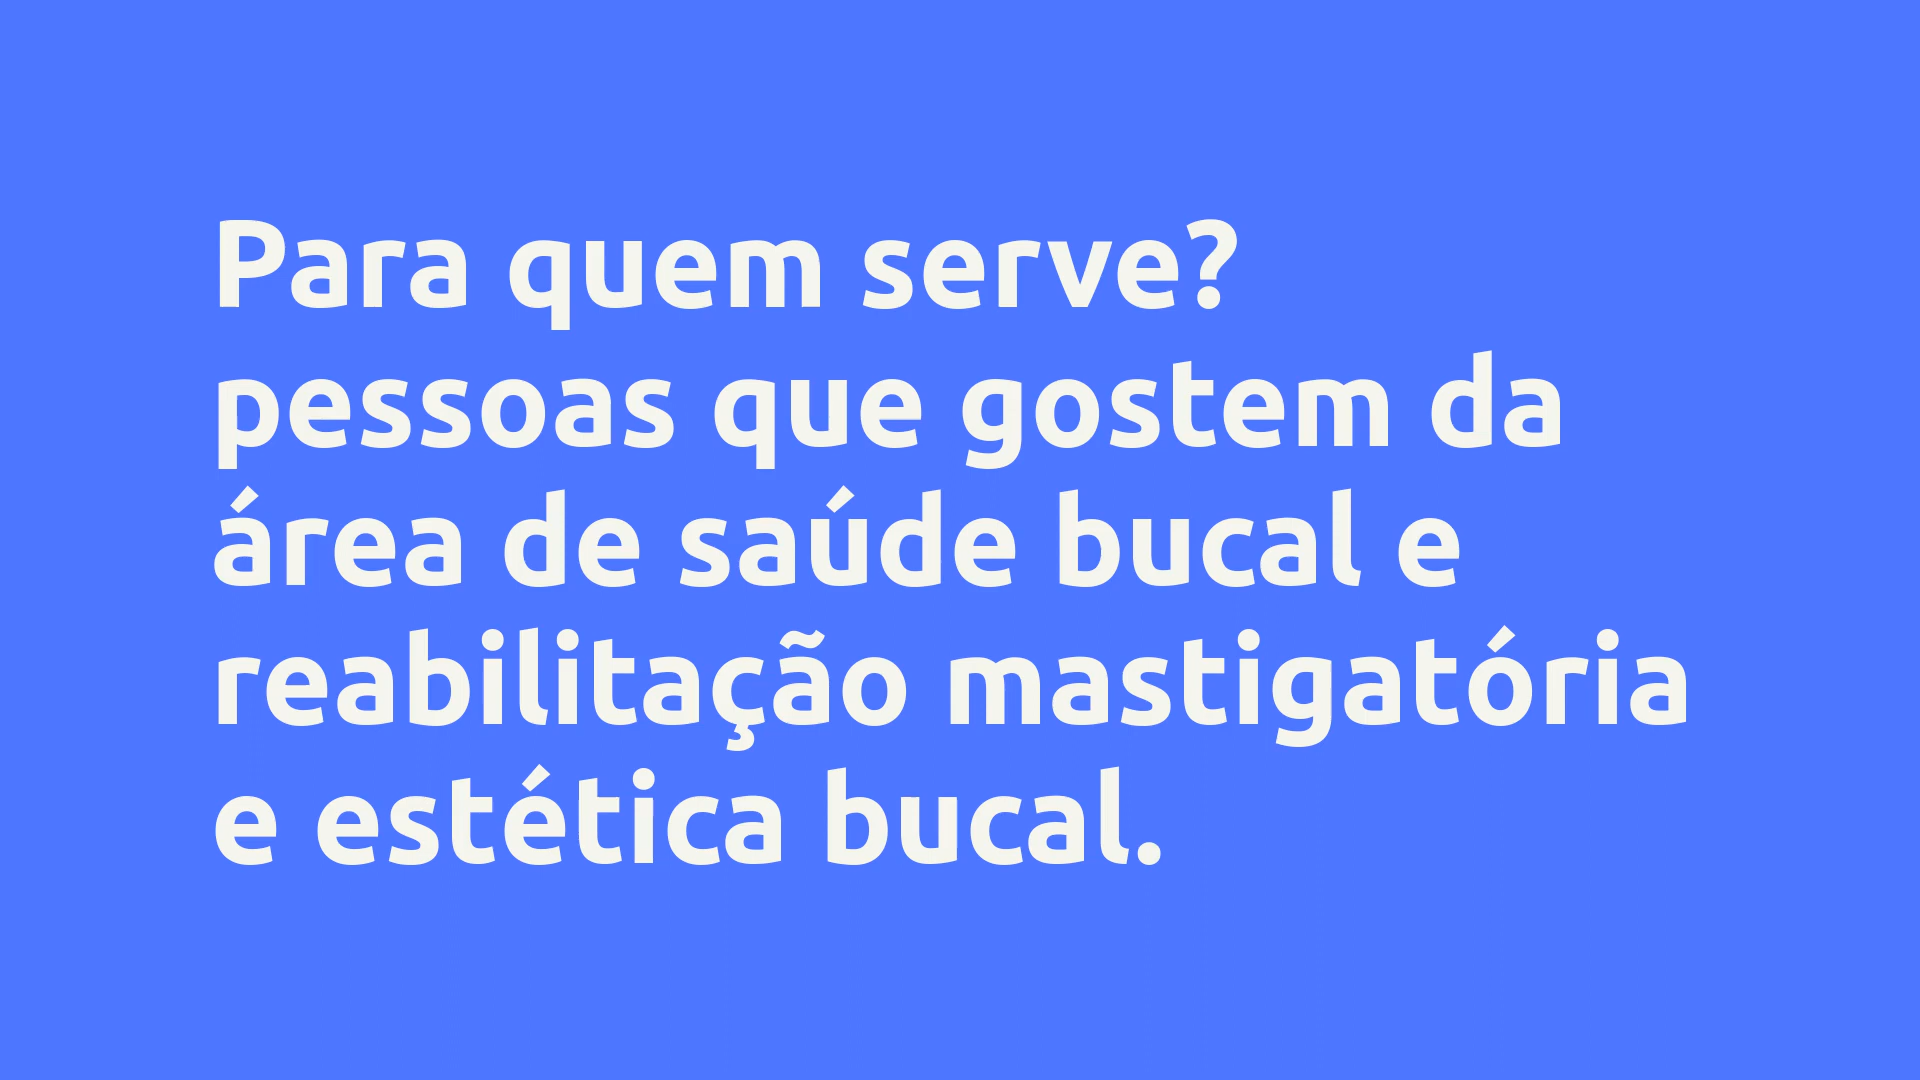 Para quem serve?
pessoas que gostem da
área de saúde bucal e
reabilitação mastigatória
e estética bucal.